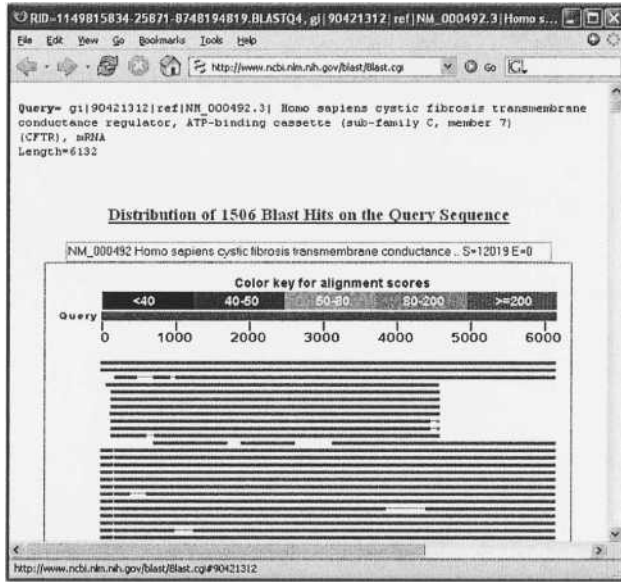 RID=1149815834-25871-8748194819.BLASTQ4, gi|90421312|ref|NM_000492.3|Homo s...
File Edit View Go Bookmarks Tools Help
http://www.ncbi.nlm.nih.gov/blast/Blast.cgi Go
Query= gi|90421312|ref|NM_000492.3| Homo sapiens cystic fibrosis transmembrane
conductance regulator, ATP-binding cassette (sub-family C, member 7)
(CFTR), mRNA
Length=6132
Distribution of 1506 Blast Hits on the Query Sequence
NM_000492 Homo sapiens cystic fibrosis transmembrane conductance .. S=12019 E=0
Color key for alignment scores
<40 40-50 50-80 80-200 >=200
Query
0 1000 2000 3000 4000 5000 6000
http://www.ncbi.nlm.nih.gov/blast/Blast.cgi#90421312